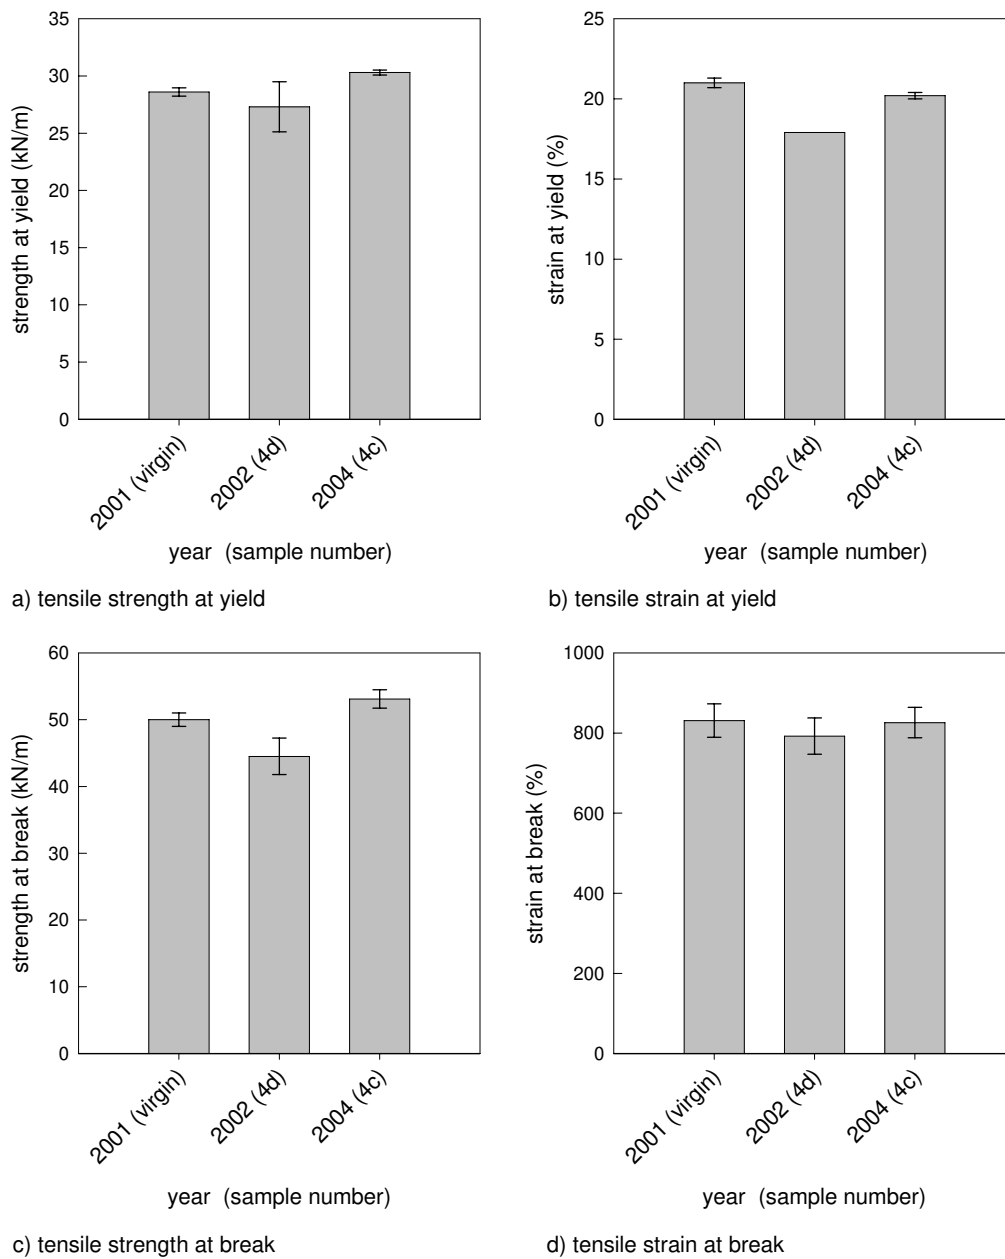 35
30
25
20
15
10
5
0
strength at yield (kN/m)
2001 (virgin)
2002 (4d)
2004 (4c)
year (sample number)
a) tensile strength at yield
25
20
15
10
5
0
strain at yield (%)
2001 (virgin)
2002 (4d)
2004 (4c)
year (sample number)
b) tensile strain at yield
60
50
40
30
20
10
0
strength at break (kN/m)
2001 (virgin)
2002 (4d)
2004 (4c)
year (sample number)
c) tensile strength at break
1000
800
600
400
200
0
strain at break (%)
2001 (virgin)
2002 (4d)
2004 (4c)
year (sample number)
d) tensile strain at break